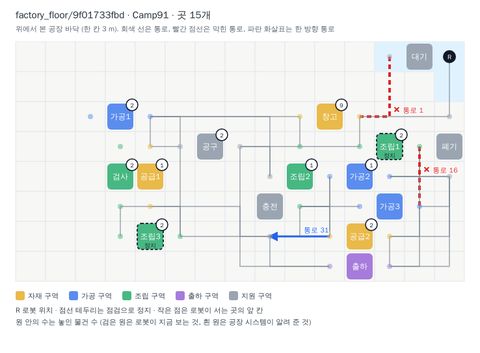 factory_floor/9f01733fbd · Camp91 · 곳 15개
위에서 본 공장 바닥 (한 칸 3 m). 회색 선은 통로, 빨간 점선은 막힌 통로, 파란 화살표는 한 방향 통로
대기
R
✕ 통로 1
가공1
2
창고
9
공구
2
조립1
2
정지
폐기
✕ 통로 16
검사
2
공급1
1
조립2
1
가공2
1
충전
가공3
2
조립3
2
정지
통로 31
공급2
2
출하
자재 구역
가공 구역
조립 구역
출하 구역
지원 구역
R 로봇 위치 · 점선 테두리는 점검으로 정지 · 작은 점은 로봇이 서는 곳의 앞 칸
원 안의 수는 놓인 물건 수 (검은 원은 로봇이 지금 보는 것, 흰 원은 공장 시스템이 알려 준 것)